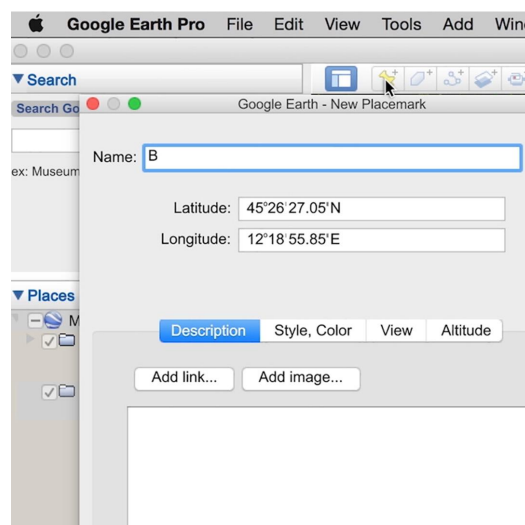 Google Earth Pro File Edit View Tools Add
Search
Search Go
Google Earth - New Placemark
Name: B
ex: Museum
Latitude: 45°26'27.05"N
Longitude: 12°18'55.85"E
Places
M
Description Style, Color View Altitude
Add link... Add image...